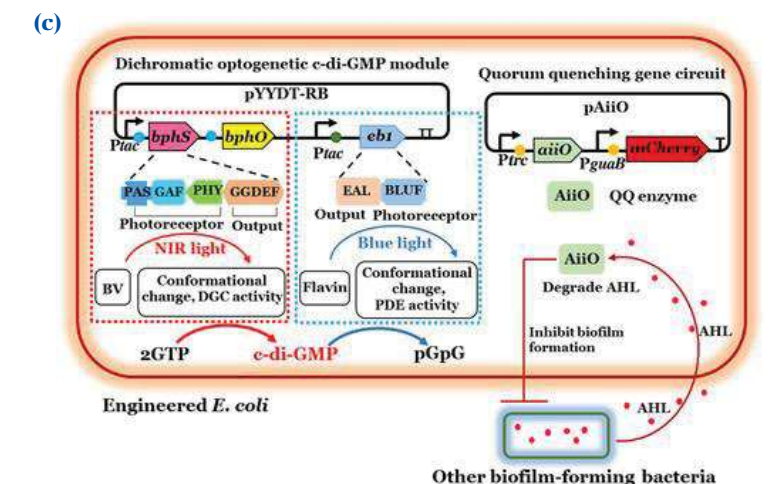 (c)
Dichromatic optogenetic c-di-GMP module
pYYDT-RB
Ptac
bphS
bphO
Ptac
eb1
PAS GAF PHY GGDEF
Photoreceptor Output
NIR light
BV
Conformational
change, DGC activity
EAL BLUF
Output Photoreceptor
Blue light
Flavin
Conformational
change,
PDE activity
2GTP
c-di-GMP
pGpG
Quorum quenching gene circuit
pAiiO
Ptrc
aiiO
PguaB
mCherry
AiiO QQ enzyme
AiiO
Degrade AHL
Inhibit biofilm
formation
AHL
AHL
Engineered E. coli
Other biofilm-forming bacteria